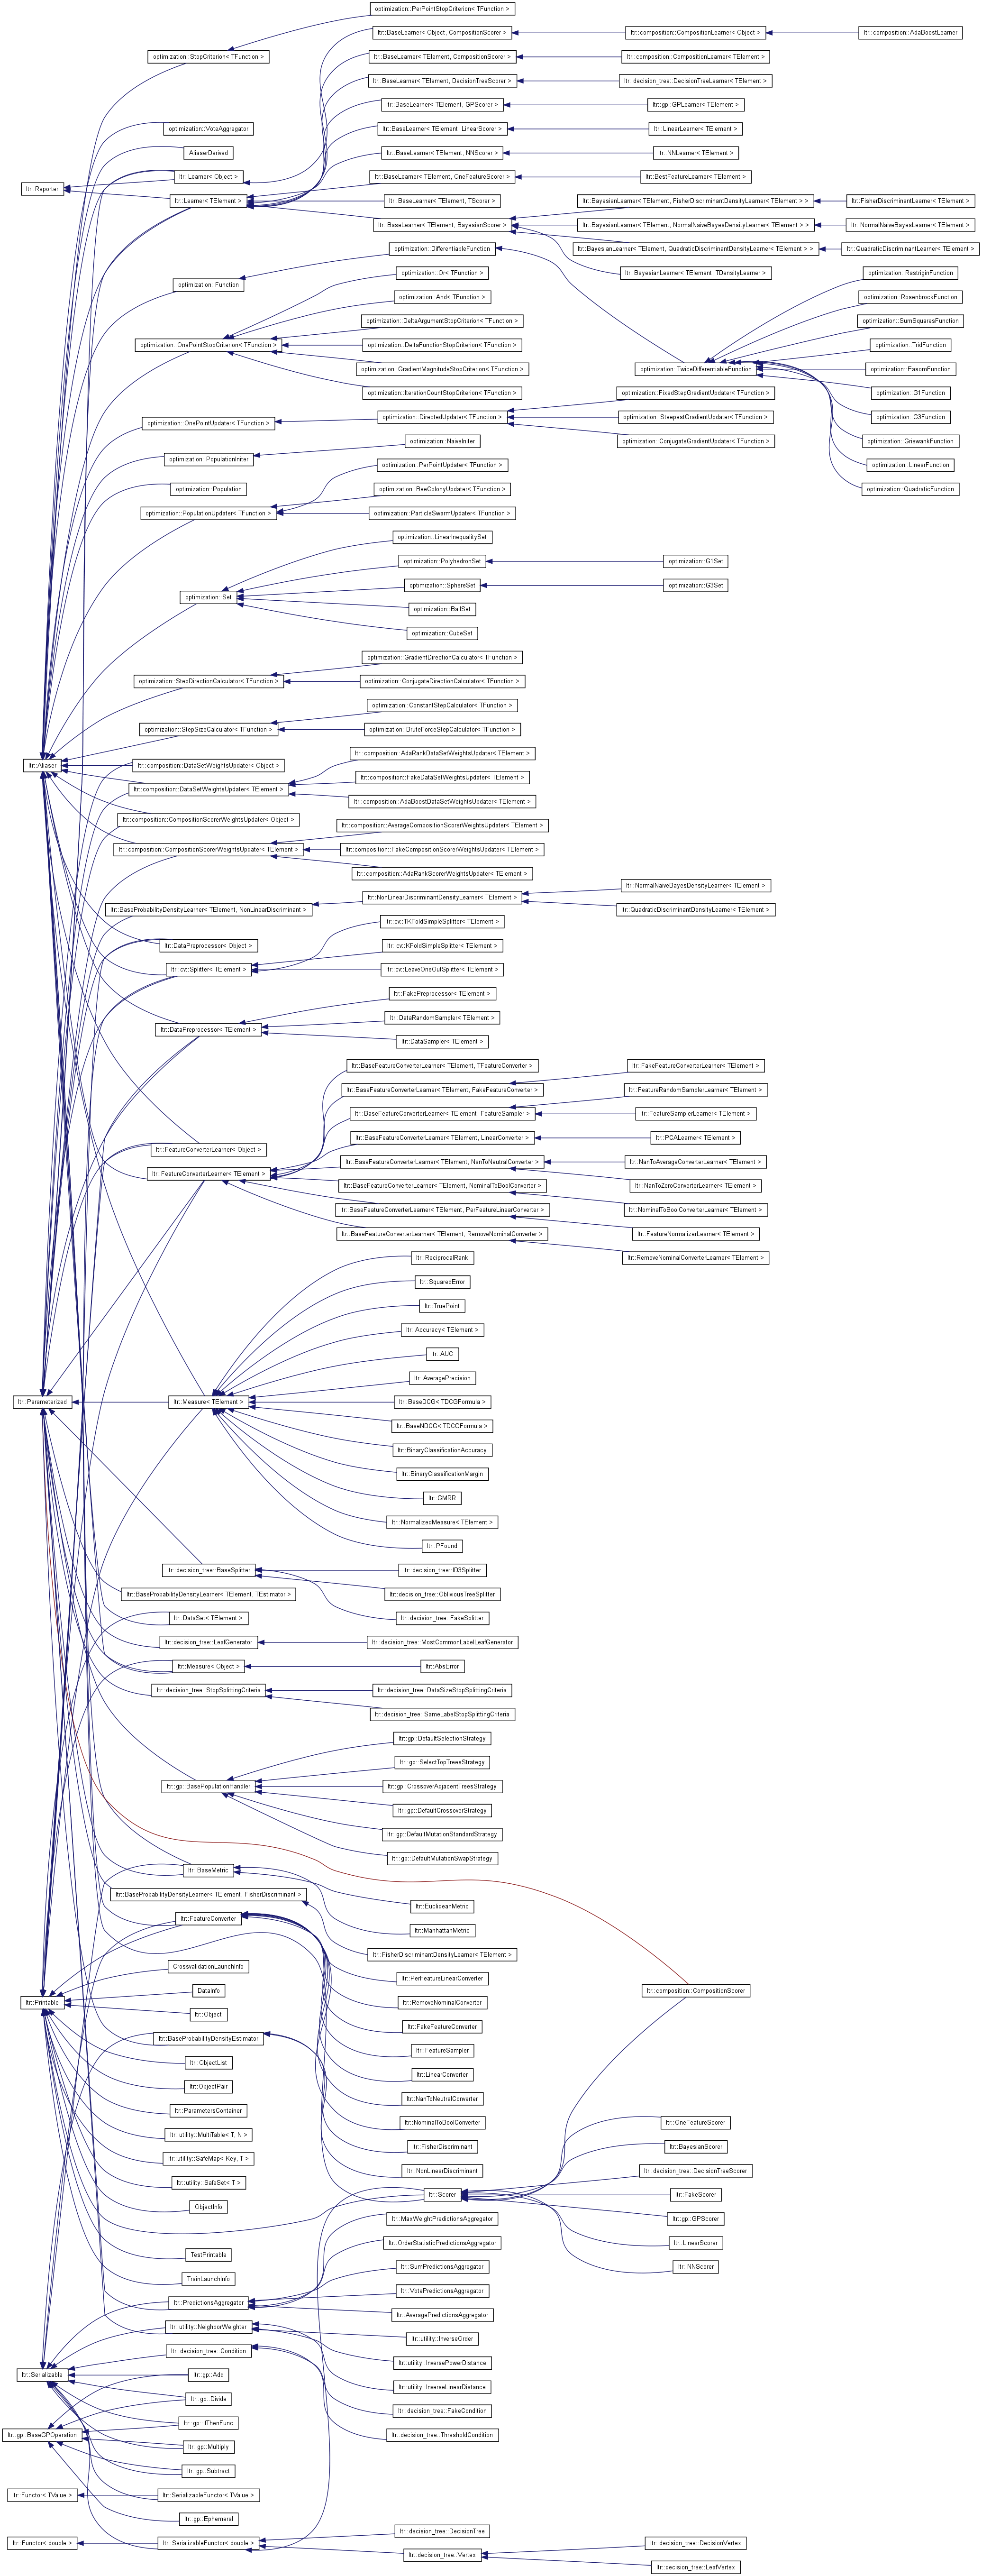 optimization::PerPointStopCriterion< TFunction >
ltr::BaseLearner< Object, CompositionScorer >
ltr::composition::CompositionLearner< Object >
ltr::composition::AdaBoostLearner
optimization::StopCriterion< TFunction >
ltr::BaseLearner< TElement, CompositionScorer >
ltr::composition::CompositionLearner< TElement >
ltr::BaseLearner< TElement, DecisionTreeScorer >
ltr::decision_tree::DecisionTreeLearner< TElement >
ltr::BaseLearner< TElement, GPScorer >
ltr::gp::GPLearner< TElement >
optimization::VoteAggregator
ltr::BaseLearner< TElement, LinearScorer >
ltr::LinearLearner< TElement >
AliaserDerived
ltr::BaseLearner< TElement, NNScorer >
ltr::NNLearner< TElement >
ltr::Reporter
ltr::Learner< Object >
ltr::BaseLearner< TElement, OneFeatureScorer >
ltr::BestFeatureLearner< TElement >
ltr::Learner< TElement >
ltr::BaseLearner< TElement, TScorer >
ltr::BayesianLearner< TElement, FisherDiscriminantDensityLearner< TElement > >
ltr::FisherDiscriminantLearner< TElement >
ltr::BaseLearner< TElement, BayesianScorer >
ltr::BayesianLearner< TElement, NormalNaiveBayesDensityLearner< TElement > >
ltr::NormalNaiveBayesLearner< TElement >
optimization::DifferentiableFunction
ltr::BayesianLearner< TElement, QuadraticDiscriminantDensityLearner< TElement > >
ltr::QuadraticDiscriminantLearner< TElement >
optimization::Function
optimization::Or< TFunction >
ltr::BayesianLearner< TElement, TDensityLearner >
optimization::RastriginFunction
optimization::And< TFunction >
optimization::RosenbrockFunction
optimization::DeltaArgumentStopCriterion< TFunction >
optimization::SumSquaresFunction
optimization::OnePointStopCriterion< TFunction >
optimization::DeltaFunctionStopCriterion< TFunction >
optimization::TridFunction
optimization::GradientMagnitudeStopCriterion< TFunction >
optimization::TwiceDifferentiableFunction
optimization::EasomFunction
optimization::IterationCountStopCriterion< TFunction >
optimization::FixedStepGradientUpdater< TFunction >
optimization::G1Function
optimization::OnePointUpdater< TFunction >
optimization::DirectedUpdater< TFunction >
optimization::SteepestGradientUpdater< TFunction >
optimization::G3Function
optimization::NaiveIniter
optimization::ConjugateGradientUpdater< TFunction >
optimization::GriewankFunction
optimization::PopulationIniter
optimization::PerPointUpdater< TFunction >
optimization::LinearFunction
optimization::Population
optimization::BeeColonyUpdater< TFunction >
optimization::QuadraticFunction
optimization::PopulationUpdater< TFunction >
optimization::ParticleSwarmUpdater< TFunction >
optimization::LinearInequalitySet
optimization::PolyhedronSet
optimization::G1Set
optimization::SphereSet
optimization::G3Set
optimization::Set
optimization::BallSet
optimization::CubeSet
optimization::GradientDirectionCalculator< TFunction >
optimization::StepDirectionCalculator< TFunction >
optimization::ConjugateDirectionCalculator< TFunction >
optimization::ConstantStepCalculator< TFunction >
optimization::StepSizeCalculator< TFunction >
optimization::BruteForceStepCalculator< TFunction >
ltr::Aliaser
ltr::composition::DataSetWeightsUpdater< Object >
ltr::composition::AdaRankDataSetWeightsUpdater< TElement >
ltr::composition::DataSetWeightsUpdater< TElement >
ltr::composition::FakeDataSetWeightsUpdater< TElement >
ltr::composition::AdaBoostDataSetWeightsUpdater< TElement >
ltr::composition::CompositionScorerWeightsUpdater< Object >
ltr::composition::AverageCompositionScorerWeightsUpdater< TElement >
ltr::composition::CompositionScorerWeightsUpdater< TElement >
ltr::composition::FakeCompositionScorerWeightsUpdater< TElement >
ltr::composition::AdaRankScorerWeightsUpdater< TElement >
ltr::NormalNaiveBayesDensityLearner< TElement >
ltr::BaseProbabilityDensityLearner< TElement, NonLinearDiscriminant >
ltr::NonLinearDiscriminantDensityLearner< TElement >
ltr::QuadraticDiscriminantDensityLearner< TElement >
ltr::cv::TKFoldSimpleSplitter< TElement >
ltr::DataPreprocessor< Object >
ltr::cv::KFoldSimpleSplitter< TElement >
ltr::cv::Splitter< TElement >
ltr::cv::LeaveOneOutSplitter< TElement >
ltr::FakePreprocessor< TElement >
ltr::DataPreprocessor< TElement >
ltr::DataRandomSampler< TElement >
ltr::DataSampler< TElement >
ltr::BaseFeatureConverterLearner< TElement, TFeatureConverter >
ltr::FakeFeatureConverterLearner< TElement >
ltr::BaseFeatureConverterLearner< TElement, FakeFeatureConverter >
ltr::FeatureRandomSamplerLearner< TElement >
ltr::BaseFeatureConverterLearner< TElement, FeatureSampler >
ltr::FeatureSamplerLearner< TElement >
ltr::FeatureConverterLearner< Object >
ltr::BaseFeatureConverterLearner< TElement, LinearConverter >
ltr::PCALearner< TElement >
ltr::FeatureConverterLearner< TElement >
ltr::BaseFeatureConverterLearner< TElement, NanToNeutralConverter >
ltr::NanToAverageConverterLearner< TElement >
ltr::BaseFeatureConverterLearner< TElement, NominalToBoolConverter >
ltr::NanToZeroConverterLearner< TElement >
ltr::BaseFeatureConverterLearner< TElement, PerFeatureLinearConverter >
ltr::NominalToBoolConverterLearner< TElement >
ltr::BaseFeatureConverterLearner< TElement, RemoveNominalConverter >
ltr::FeatureNormalizerLearner< TElement >
ltr::RemoveNominalConverterLearner< TElement >
ltr::ReciprocalRank
ltr::SquaredError
ltr::TruePoint
ltr::Accuracy< TElement >
ltr::AUC
ltr::AveragePrecision
ltr::Parameterized
ltr::Measure< TElement >
ltr::BaseDCG< TDCGFormula >
ltr::BaseNDCG< TDCGFormula >
ltr::BinaryClassificationAccuracy
ltr::BinaryClassificationMargin
ltr::GMRR
ltr::NormalizedMeasure< TElement >
ltr::PFound
ltr::decision_tree::BaseSplitter
ltr::decision_tree::ID3Splitter
ltr::BaseProbabilityDensityLearner< TElement, TEstimator >
ltr::decision_tree::ObliviousTreeSplitter
ltr::DataSet< TElement >
ltr::decision_tree::FakeSplitter
ltr::decision_tree::LeafGenerator
ltr::decision_tree::MostCommonLabelLeafGenerator
ltr::Measure< Object >
ltr::AbsError
ltr::decision_tree::StopSplittingCriteria
ltr::decision_tree::DataSizeStopSplittingCriteria
ltr::decision_tree::SameLabelStopSplittingCriteria
ltr::gp::DefaultSelectionStrategy
ltr::gp::SelectTopTreesStrategy
ltr::gp::BasePopulationHandler
ltr::gp::CrossoverAdjacentTreesStrategy
ltr::gp::DefaultCrossoverStrategy
ltr::gp::DefaultMutationStandardStrategy
ltr::gp::DefaultMutationSwapStrategy
ltr::BaseMetric
ltr::BaseProbabilityDensityLearner< TElement, FisherDiscriminant >
ltr::EuclideanMetric
ltr::FeatureConverter
ltr::ManhattanMetric
ltr::FisherDiscriminantDensityLearner< TElement >
CrossvalidationLaunchInfo
ltr::PerFeatureLinearConverter
DataInfo
ltr::composition::CompositionScorer
ltr::Printable
ltr::RemoveNominalConverter
ltr::Object
ltr::FakeFeatureConverter
ltr::BaseProbabilityDensityEstimator
ltr::FeatureSampler
ltr::ObjectList
ltr::LinearConverter
ltr::ObjectPair
ltr::NanToNeutralConverter
ltr::ParametersContainer
ltr::NominalToBoolConverter
ltr::OneFeatureScorer
ltr::utility::MultiTable< T, N >
ltr::FisherDiscriminant
ltr::BayesianScorer
ltr::utility::SafeMap< Key, T >
ltr::NonLinearDiscriminant
ltr::decision_tree::DecisionTreeScorer
ltr::utility::SafeSet< T >
ltr::Scorer
ltr::FakeScorer
ObjectInfo
ltr::MaxWeightPredictionsAggregator
ltr::gp::GPScorer
ltr::OrderStatisticPredictionsAggregator
ltr::LinearScorer
TestPrintable
ltr::SumPredictionsAggregator
ltr::NNScorer
TrainLaunchInfo
ltr::VotePredictionsAggregator
ltr::PredictionsAggregator
ltr::AveragePredictionsAggregator
ltr::utility::NeighborWeighter
ltr::utility::InverseOrder
ltr::decision_tree::Condition
ltr::utility::InversePowerDistance
ltr::Serializable
ltr::gp::Add
ltr::utility::InverseLinearDistance
ltr::gp::Divide
ltr::decision_tree::FakeCondition
ltr::gp::IfThenFunc
ltr::gp::BaseGPOperation
ltr::decision_tree::ThresholdCondition
ltr::gp::Multiply
ltr::gp::Subtract
ltr::Functor< TValue >
ltr::SerializableFunctor< TValue >
ltr::gp::Ephemeral
ltr::decision_tree::DecisionTree
ltr::Functor< double >
ltr::SerializableFunctor< double >
ltr::decision_tree::DecisionVertex
ltr::decision_tree::Vertex
ltr::decision_tree::LeafVertex